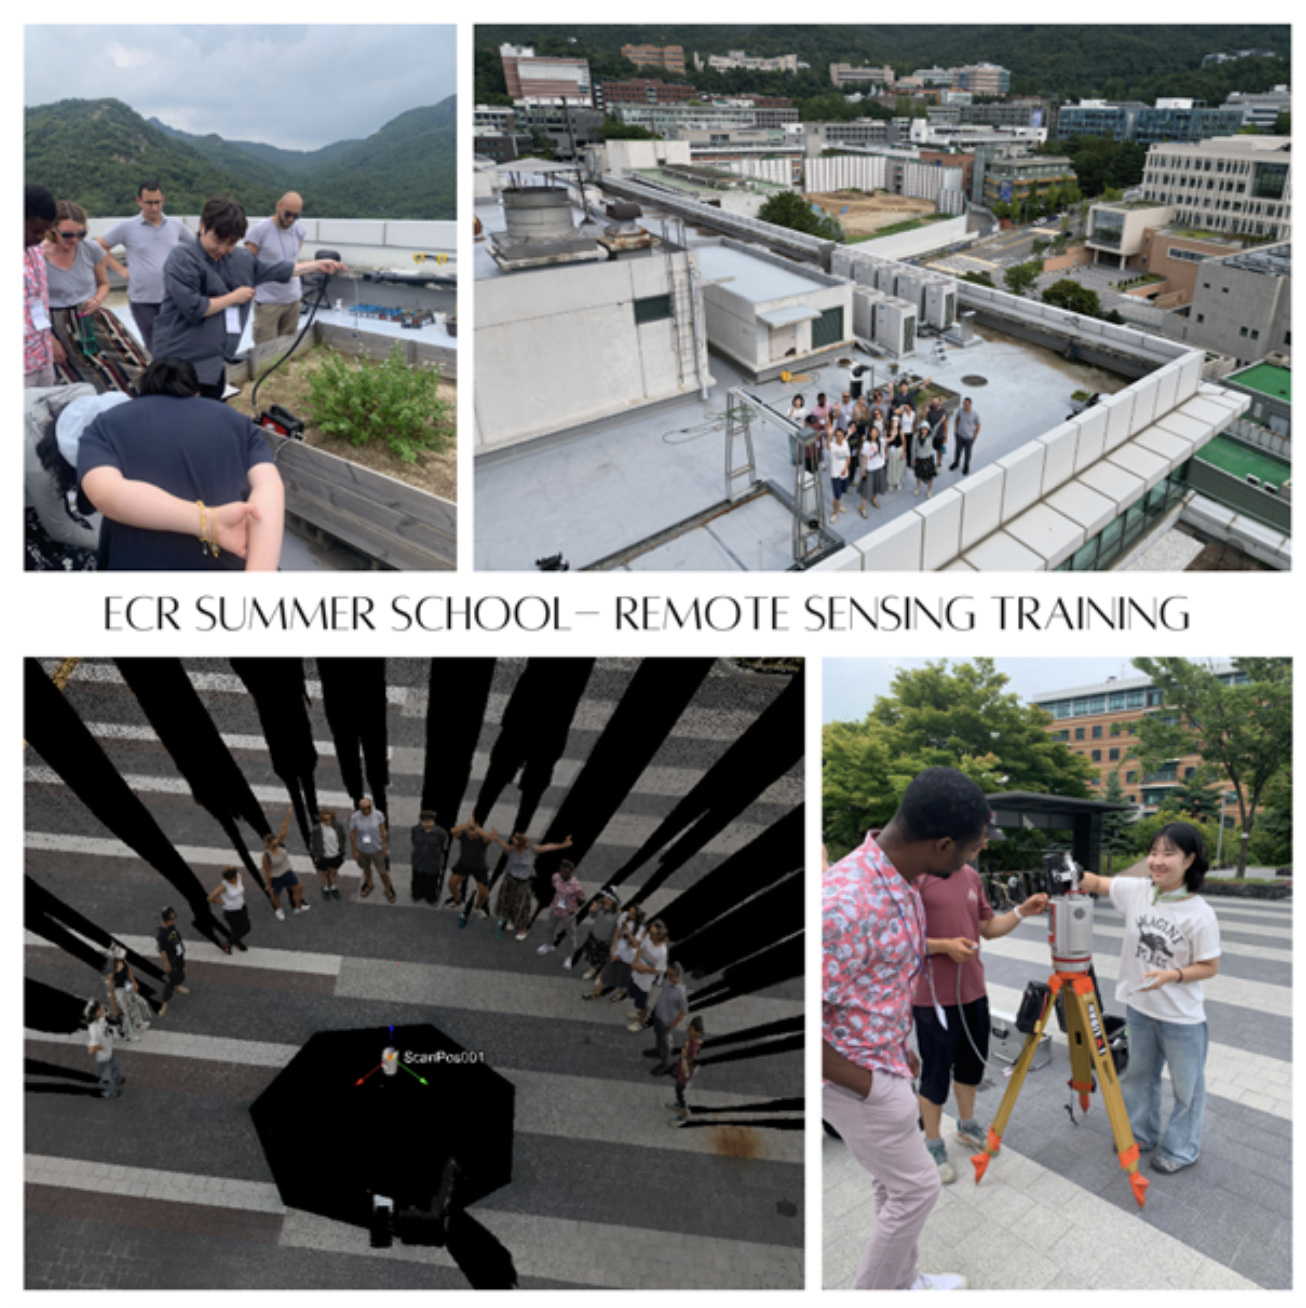 ECR SUMMER SCHOOL– REMOTE SENSING TRAINING
ScanPos001